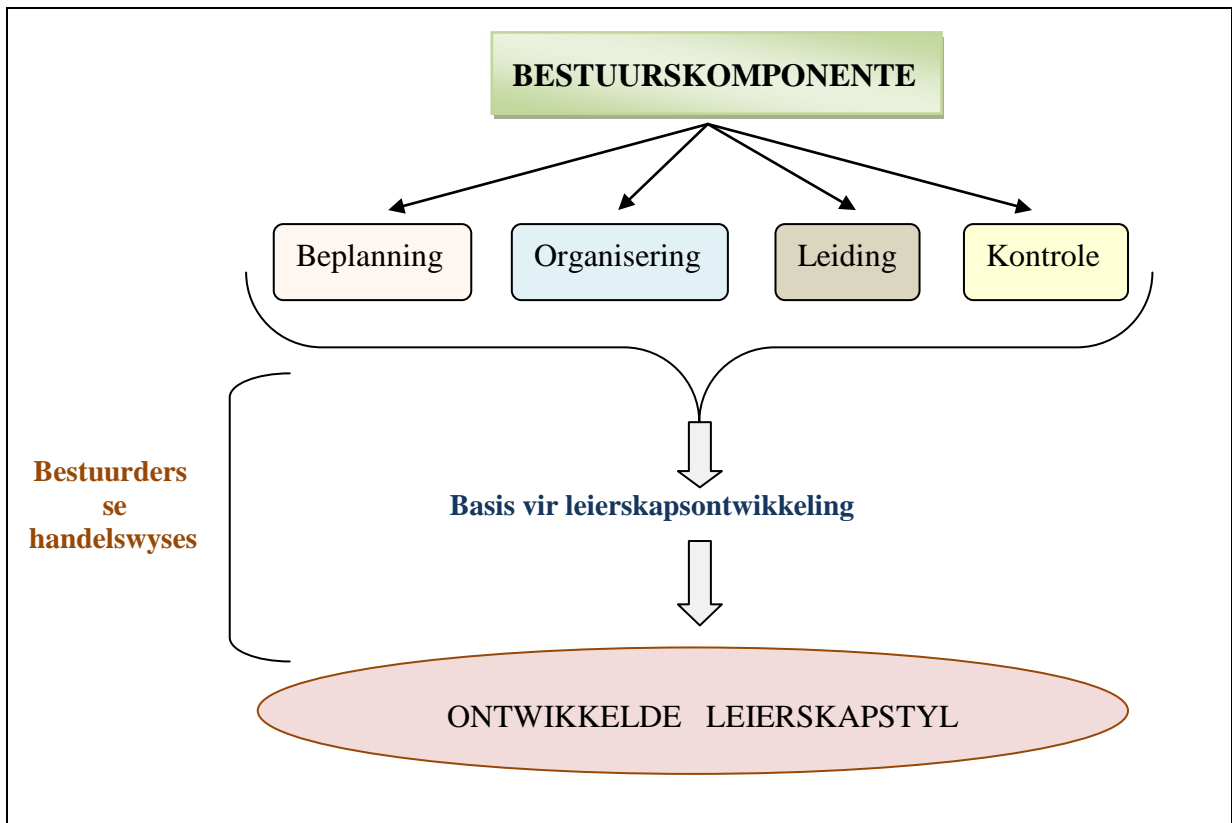 BESTUURSKOMPONENTE
Beplanning
Organisering
Leiding
Kontrole
Bestuurders
se
handelswyses
Basis vir leierskapsontwikkeling
ONTWIKKELDE LEIERSKAPSTYL